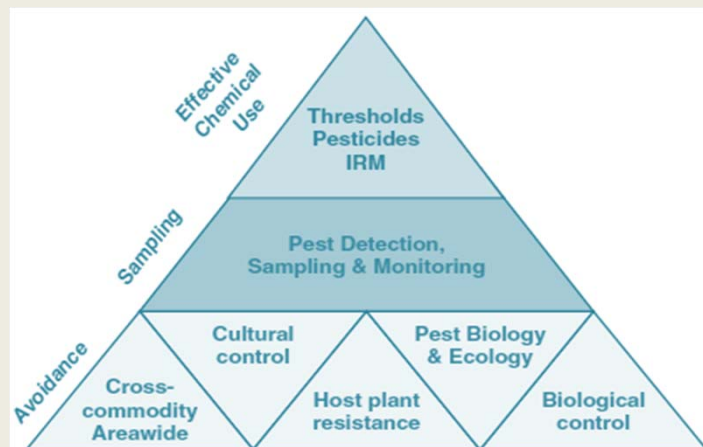 Effective
Chemical
Use
Thresholds
Pesticides
IRM
Sampling
Pest Detection,
Sampling & Monitoring
Avoidance
Cultural
control
Pest Biology
& Ecology
Cross-
commodity
Areawide
Host plant
resistance
Biological
control